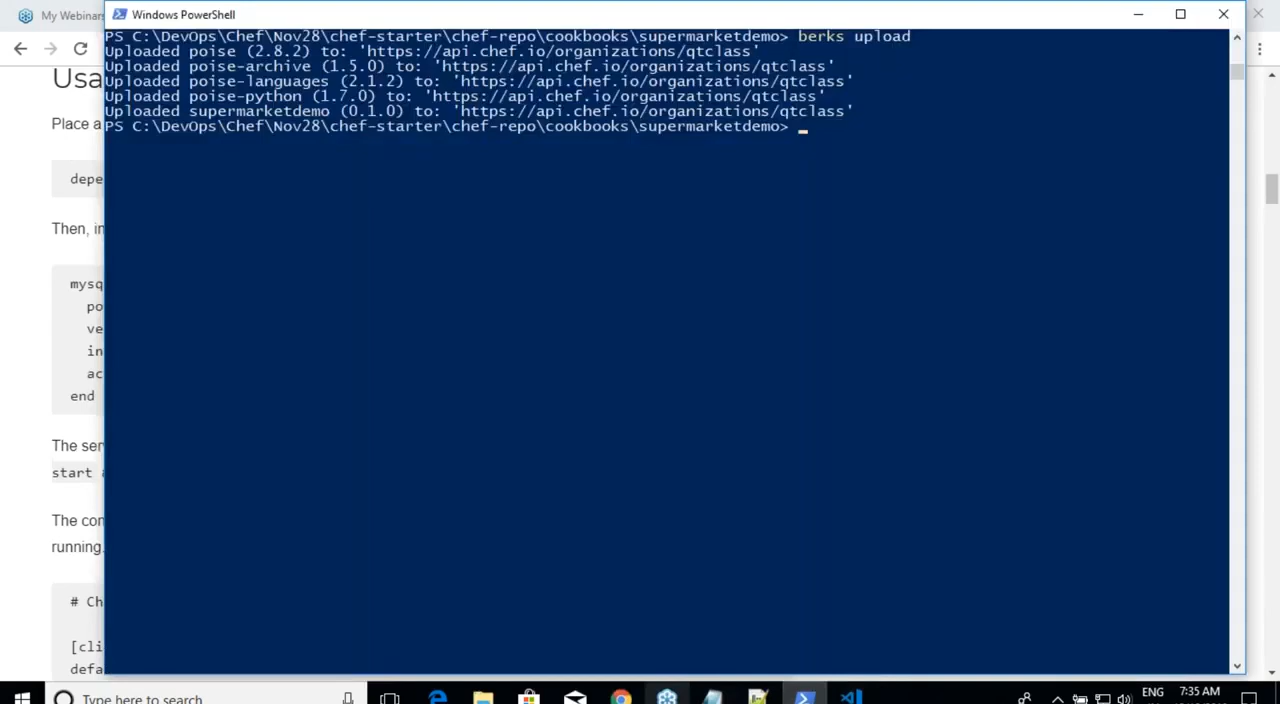 My Webinars
Windows PowerShell
PS C:\DevOps\Chef\Nov28\chef-starter\chef-repo\cookbooks\supermarketdemo> berks upload
Uploaded poise (2.8.2) to: 'https://api.chef.io/organizations/qtclass'
Uploaded poise-archive (1.5.0) to: 'https://api.chef.io/organizations/qtclass'
Uploaded poise-languages (2.1.2) to: 'https://api.chef.io/organizations/qtclass'
Uploaded poise-python (1.7.0) to: 'https://api.chef.io/organizations/qtclass'
Uploaded supermarketdemo (0.1.0) to: 'https://api.chef.io/organizations/qtclass'
PS C:\DevOps\Chef\Nov28\chef-starter\chef-repo\cookbooks\supermarketdemo>
Usa
Place a
depe
Then, in
mysq
po
ve
in
ac
end
The ser
start
The con
running.
# Ch
[cli
defa
Type here to search
ENG
7:35 AM